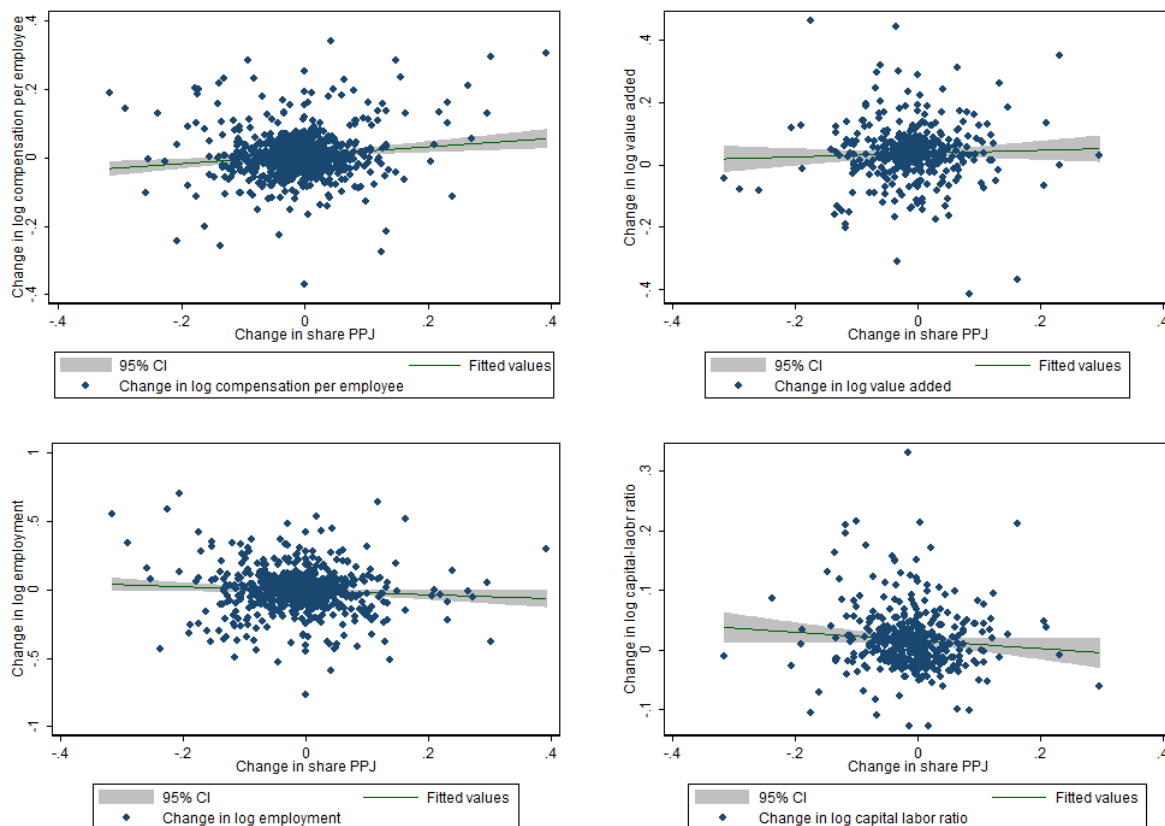 Change in log compensation per employee
.4
.2
0
-.2
-.4
-.4 -.2 0 .2 .4
Change in share PPJ
95% CI Fitted values
Change in log compensation per employee
Change in log value added
.4
.2
0
-.2
-.4
-.4 -.2 0 .2 .4
Change in share PPJ
95% CI Fitted values
Change in log value added
Change in log employment
1
.5
0
-.5
-1
-.4 -.2 0 .2 .4
Change in share PPJ
95% CI Fitted values
Change in log employment
Change in log capital-laobr ratio
.3
.2
.1
0
-.1
-.4 -.2 0 .2 .4
Change in share PPJ
95% CI Fitted values
Change in log capital labor ratio